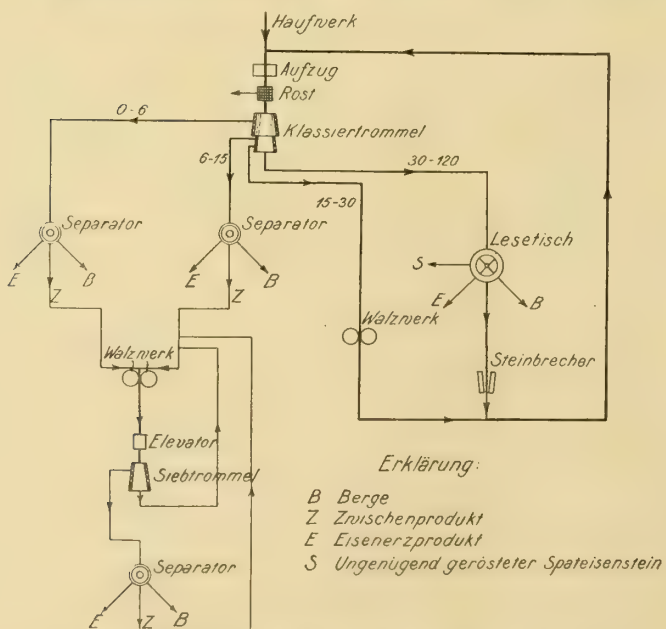 Haufwerk
Aufzug
Rost
0-6
Klassiertrommel
6-15
30-120
15-30
Separator
Separator
Lesetisch
S
E
B
E
B
E
B
Z
Z
Walzwerk
Walzwerk
Steinbrecher
Elevator
Siebtrommel
Erklärung:
B Berge
Z Zwischenprodukt
E Eisenerzprodukt
S Ungenügend gerösteter Spateisenstein
Separator
E
Z
B